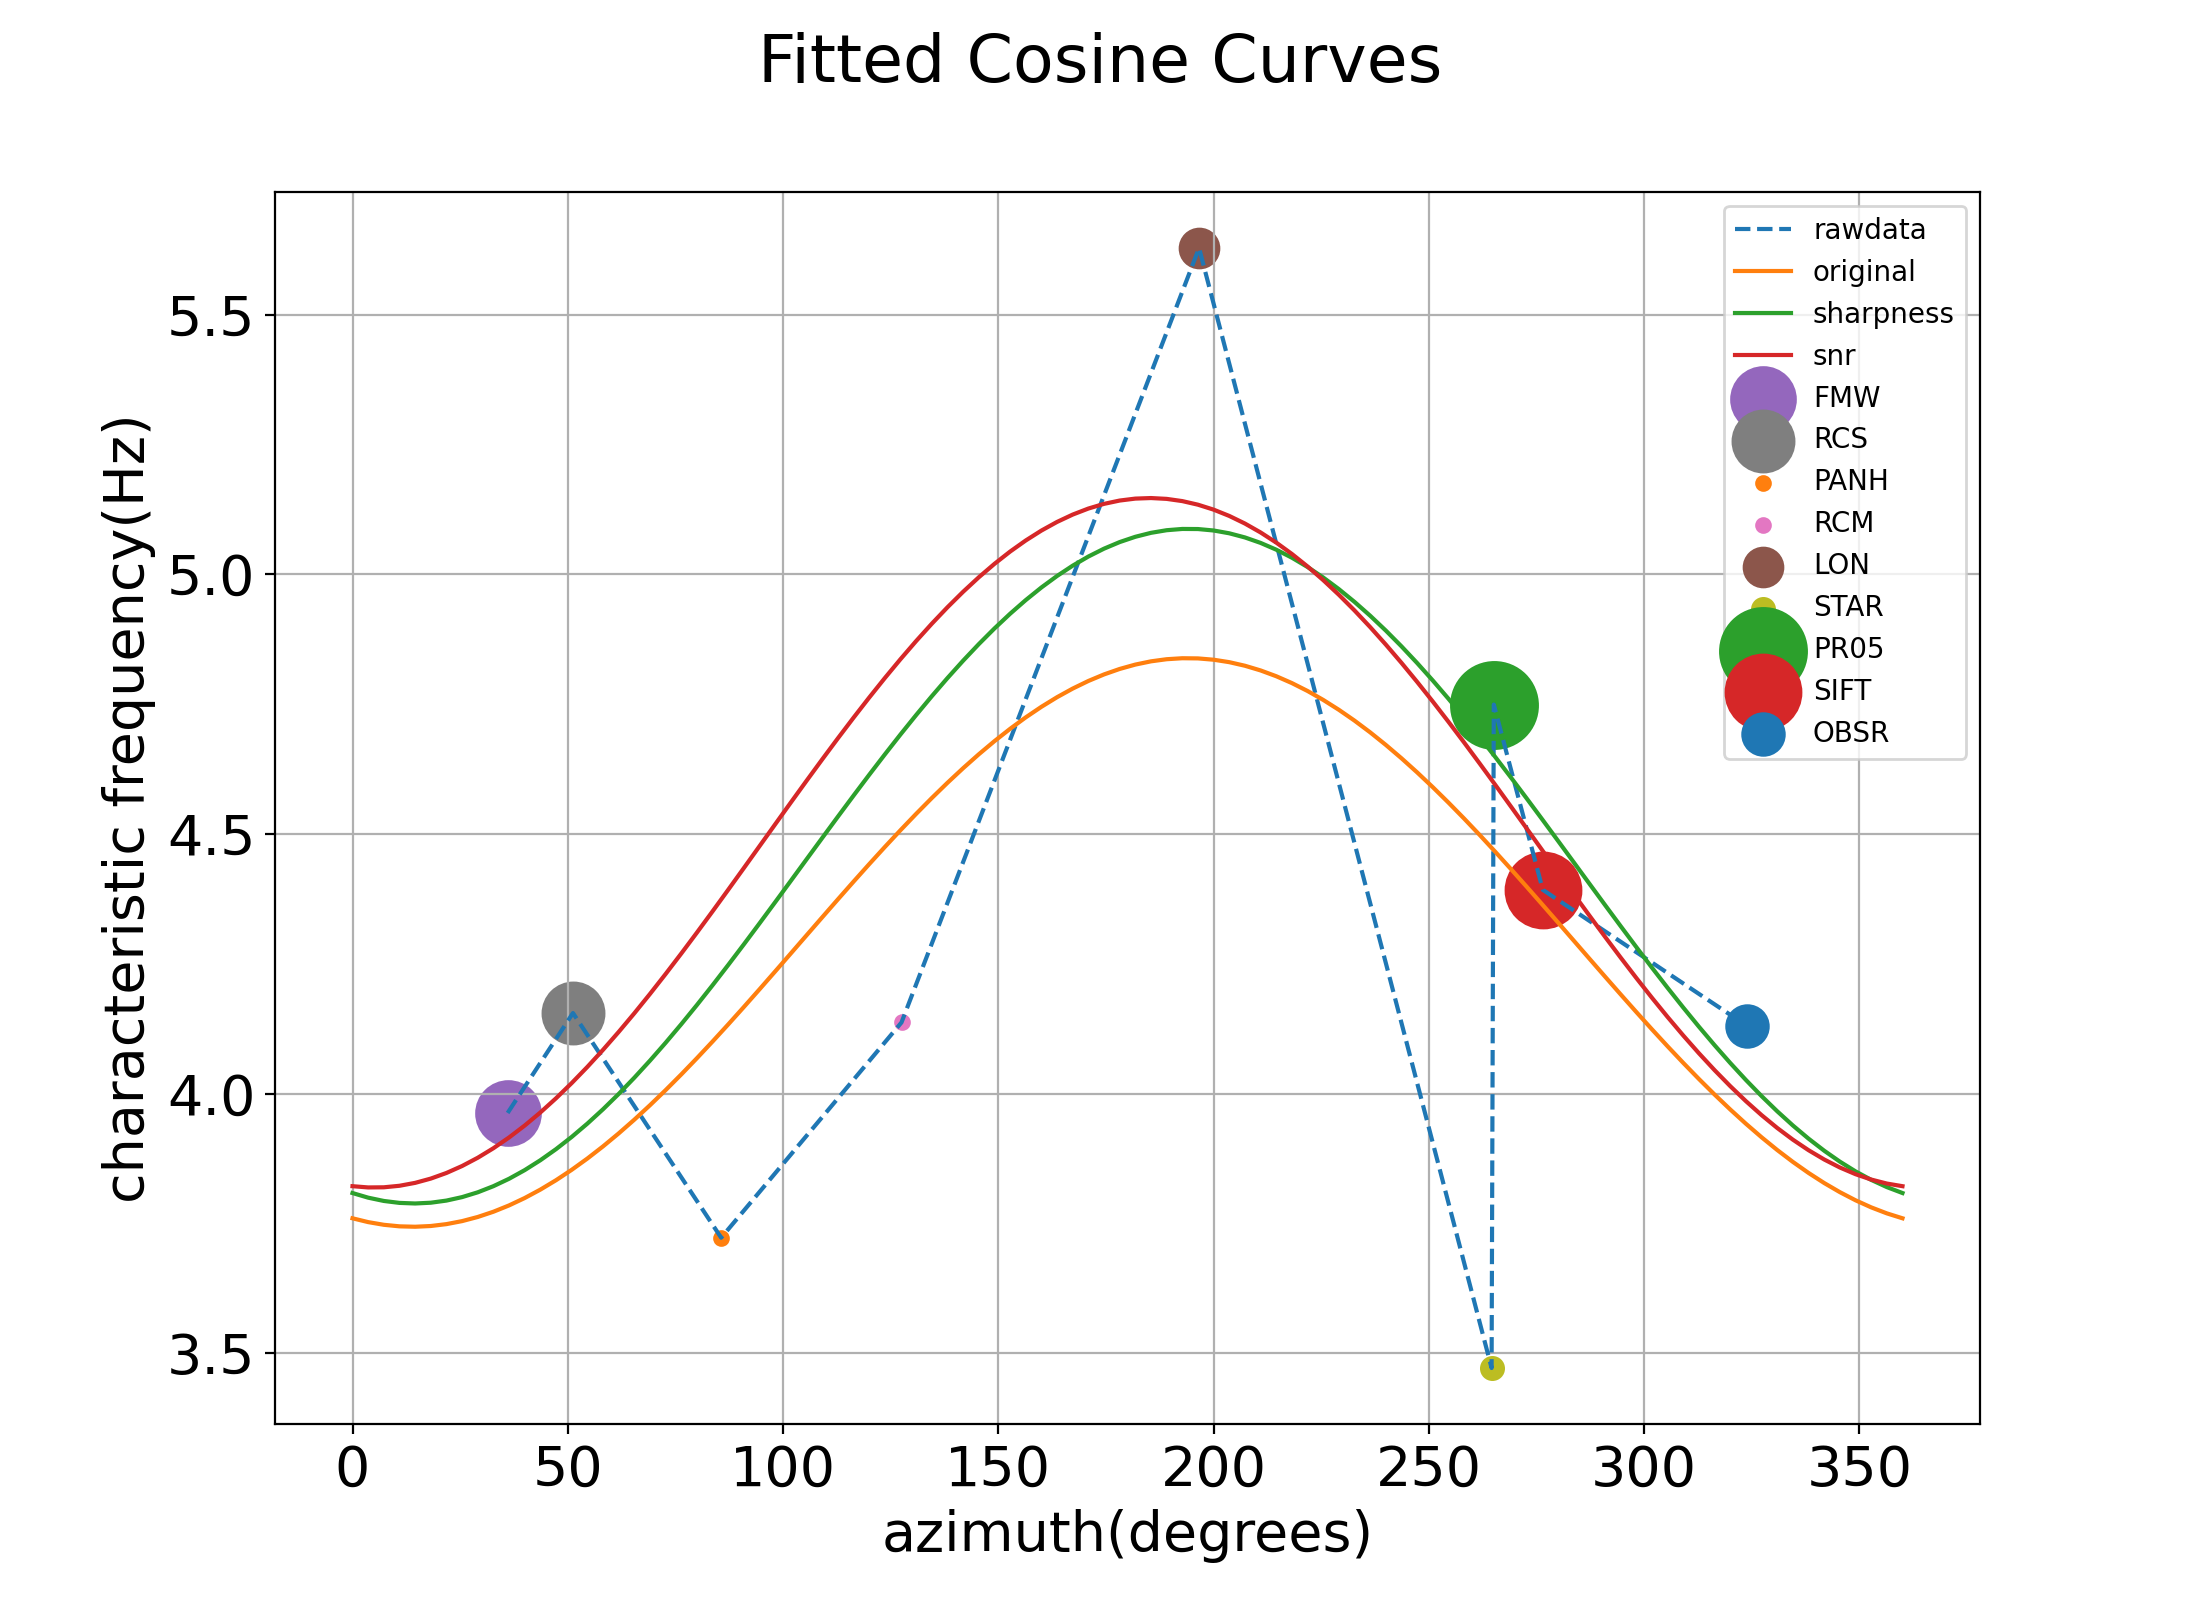 Fitted Cosine Curves
characteristic frequency(Hz)
5.5
5.0
4.5
4.0
3.5
rawdata
original
sharpness
snr
FMW
RCS
PANH
RCM
LON
STAR
PR05
SIFT
OBSR
0 50 100 150 200 250 300 350
azimuth(degrees)